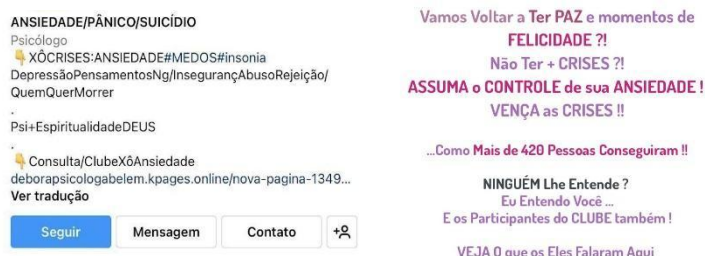 ANSIEDADE/PÂNICO/SUICÍDIO
Psicólogo
👇XÔCRISES:ANSIEDADE#MEDOS#insonia
DepressãoPensamentosNg/InsegurançAbusoRejeição/
QuemQuerMorrer
.
Psi+EspiritualidadeDEUS
.
👇Consulta/ClubeXôAnsiedade
deborapsicologabelem.kpages.online/nova-pagina-1349...
Ver tradução
Seguir
Mensagem
Contato
Vamos Voltar a Ter PAZ e momentos de
FELICIDADE ?!
Não Ter + CRISES ?!
ASSUMA o CONTROLE de sua ANSIEDADE !
VENÇA as CRISES !!
...Como Mais de 420 Pessoas Conseguiram !!
NINGUÉM Lhe Entende ?
Eu Entendo Você ...
E os Participantes do CLUBE também !
VEJA O que os Eles Falaram Aqui